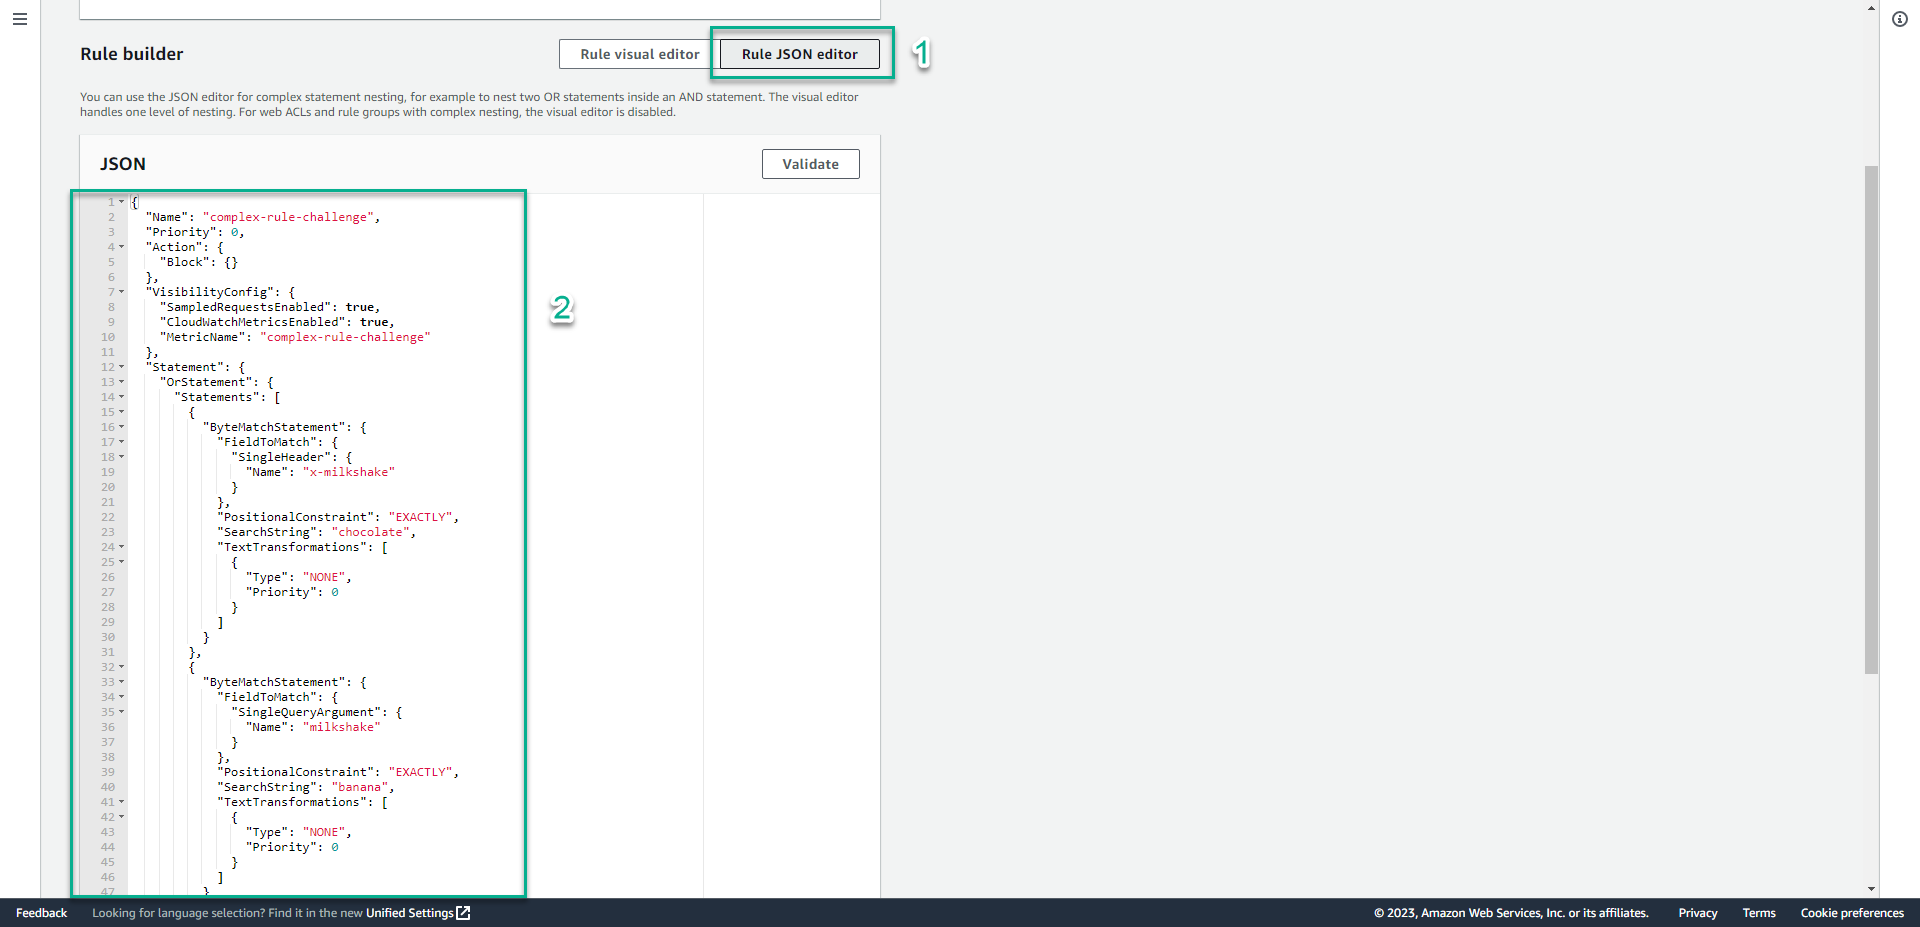 Rule builder
Rule visual editor
Rule JSON editor
1
You can use the JSON editor for complex statement nesting, for example to nest two OR statements inside an AND statement. The visual editor
handles one level of nesting. For web ACLs and rule groups with complex nesting, the visual editor is disabled.
JSON
Validate
2
1 {
2 "Name": "complex-rule-challenge",
3 "Priority": 0,
4 "Action": {
5 "Block": {}
6 },
7 "VisibilityConfig": {
8 "SampledRequestsEnabled": true,
9 "CloudWatchMetricsEnabled": true,
10 "MetricName": "complex-rule-challenge"
11 },
12 "Statement": {
13 "OrStatement": {
14 "Statements": [
15 {
16 "ByteMatchStatement": {
17 "FieldToMatch": {
18 "SingleHeader": {
19 "Name": "x-milkshake"
20 }
21 },
22 "PositionalConstraint": "EXACTLY",
23 "SearchString": "chocolate",
24 "TextTransformations": [
25 {
26 "Type": "NONE",
27 "Priority": 0
28 }
29 ]
30 }
31 },
32 {
33 "ByteMatchStatement": {
34 "FieldToMatch": {
35 "SingleQueryArgument": {
36 "Name": "milkshake"
37 }
38 },
39 "PositionalConstraint": "EXACTLY",
40 "SearchString": "banana",
41 "TextTransformations": [
42 {
43 "Type": "NONE",
44 "Priority": 0
45 }
46 ]
47 }
Feedback
Looking for language selection? Find it in the new Unified Settings
© 2023, Amazon Web Services, Inc. or its affiliates.
Privacy
Terms
Cookie preferences